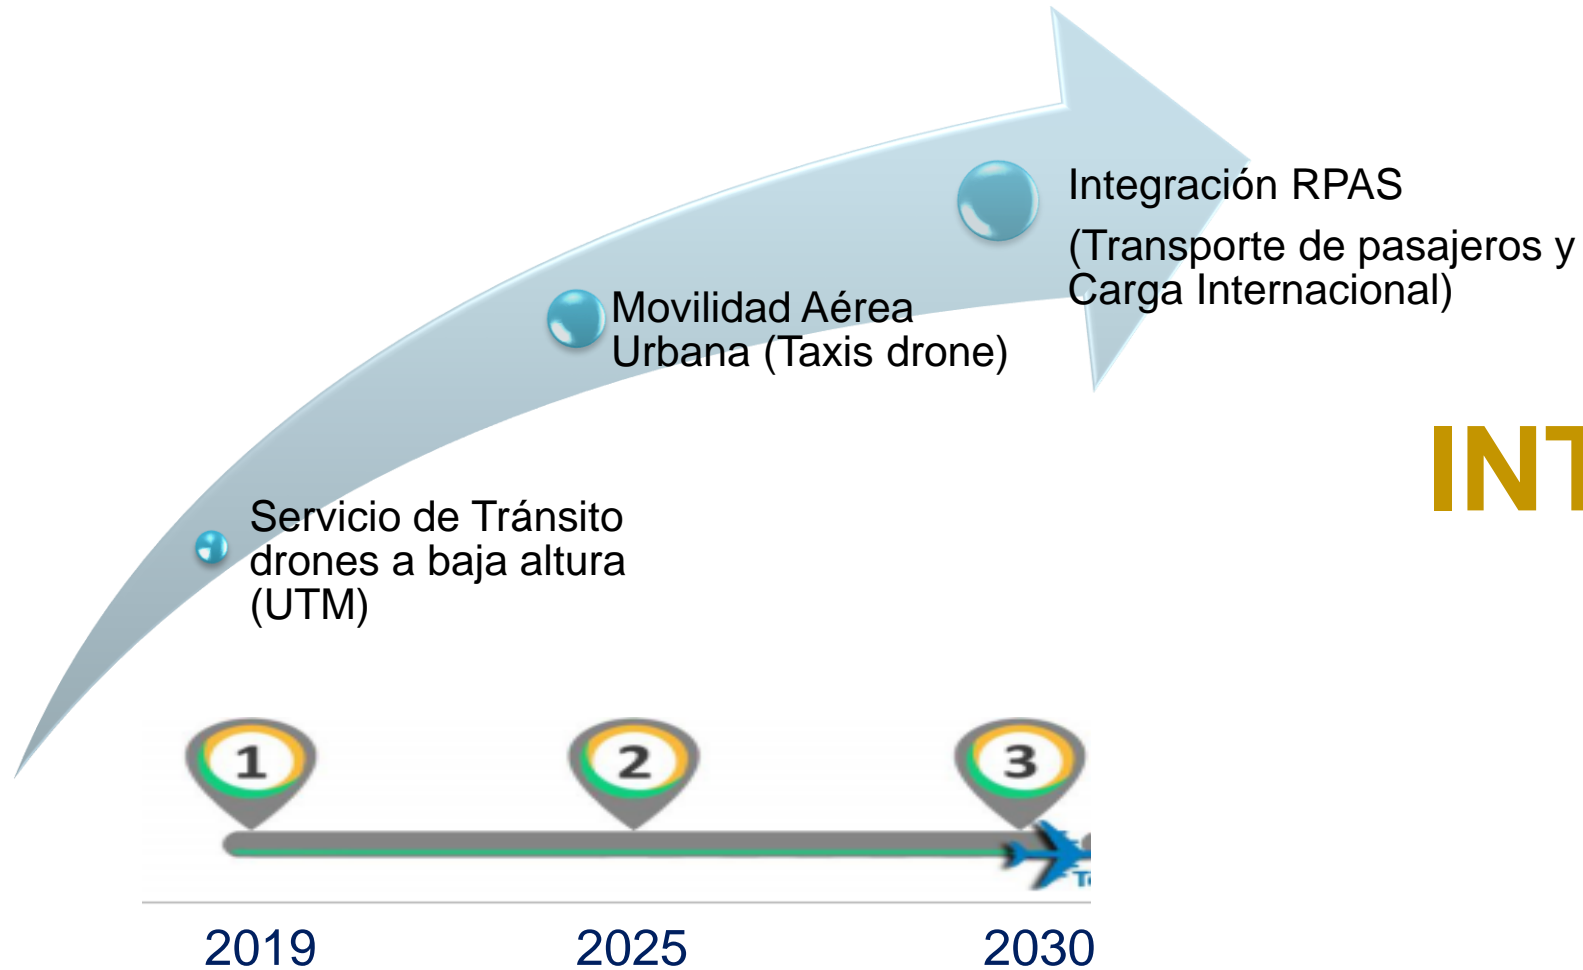 Integración RPAS
(Transporte de pasajeros y
Carga Internacional)
Movilidad Aérea
Urbana (Taxis drone)
Servicio de Tránsito
drones a baja altura
(UTM)
1 2 3
2019 2025 2030